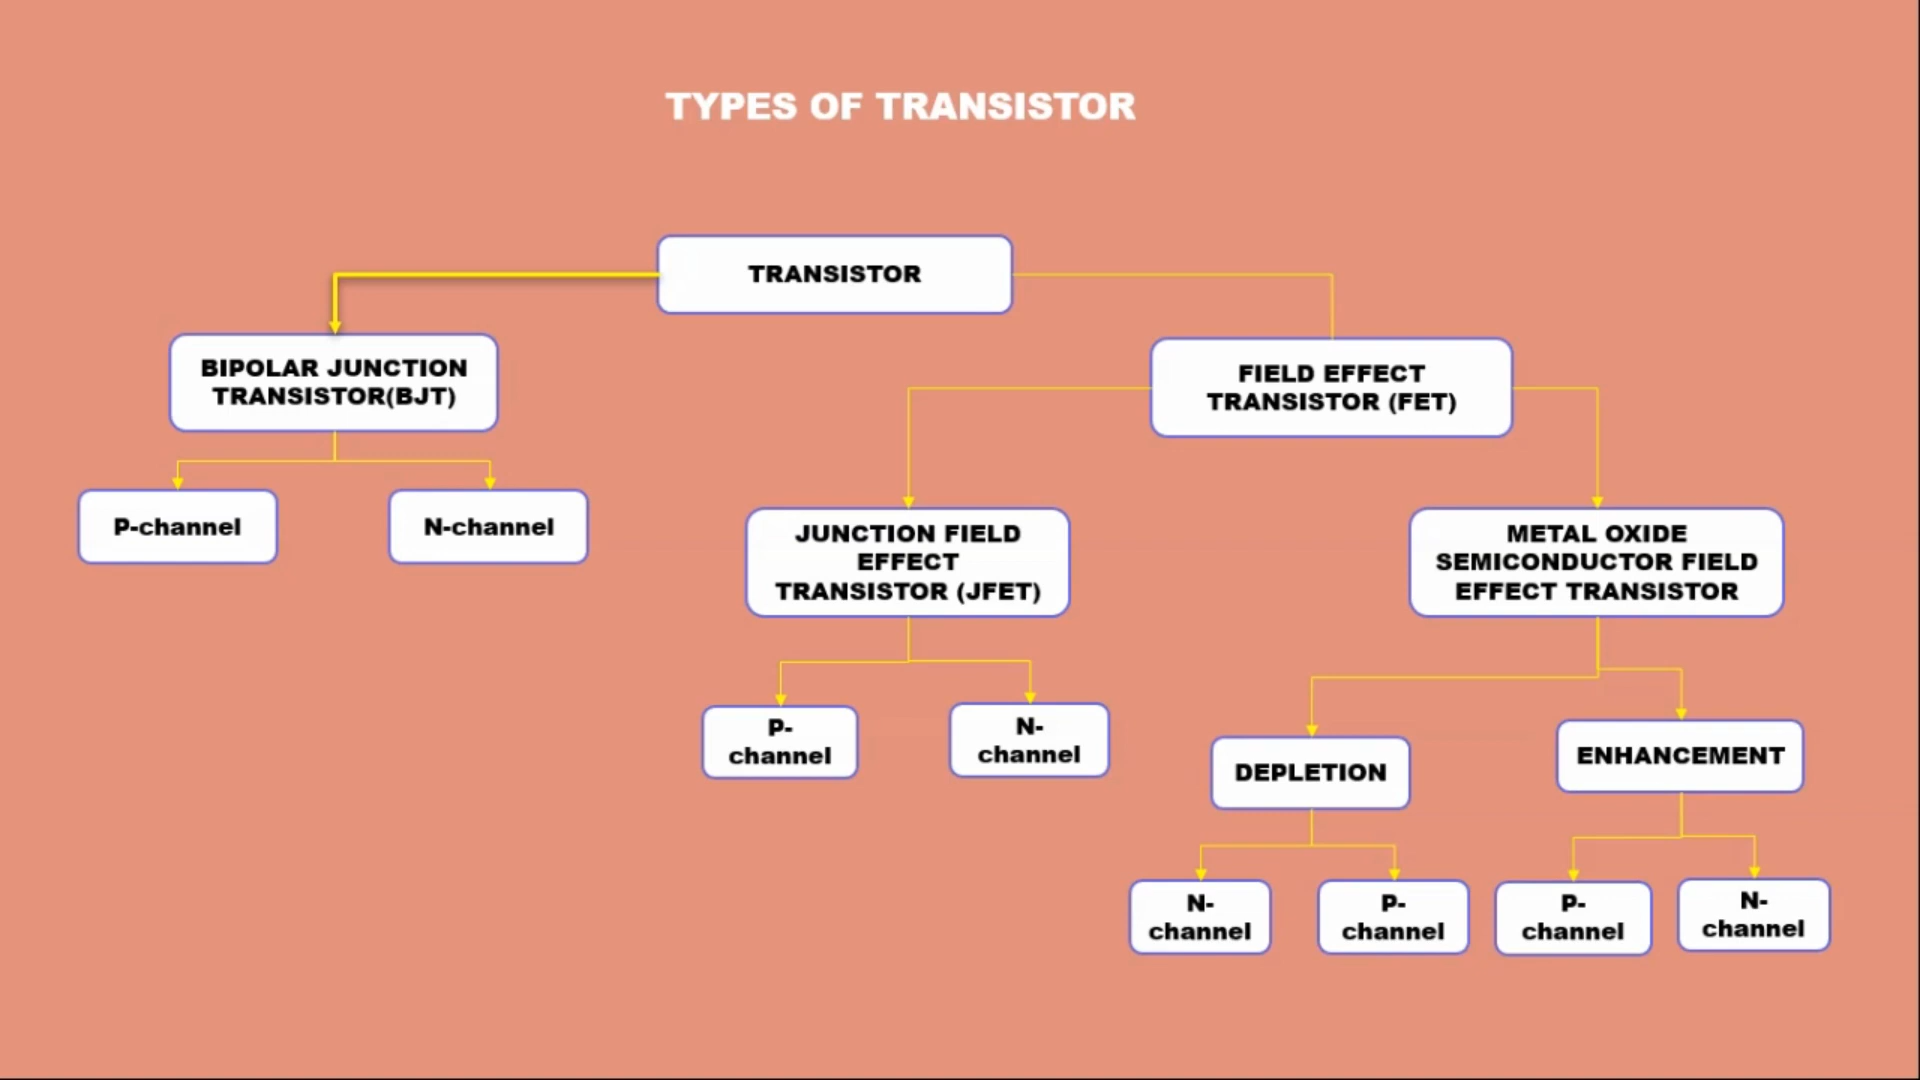 TYPES OF TRANSISTOR
TRANSISTOR
BIPOLAR JUNCTION
TRANSISTOR(BJT)
FIELD EFFECT
TRANSISTOR (FET)
P-channel
N-channel
JUNCTION FIELD
EFFECT
TRANSISTOR (JFET)
METAL OXIDE
SEMICONDUCTOR FIELD
EFFECT TRANSISTOR
P-
channel
N-
channel
DEPLETION
ENHANCEMENT
N-
channel
P-
channel
P-
channel
N-
channel